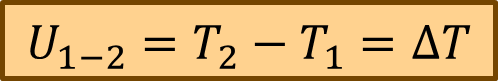 U₁₋₂ = T₂ − T₁ = ΔT